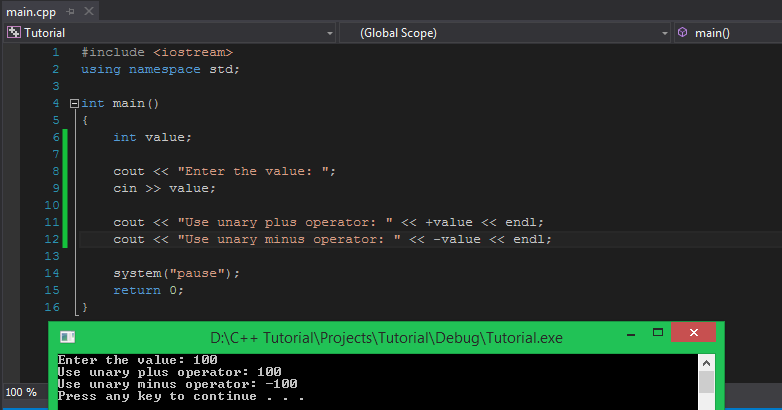 main.cpp
Tutorial (Global Scope) main()
1 #include <iostream>
2 using namespace std;
3
4 int main()
5 {
6 int value;
7
8 cout << "Enter the value: ";
9 cin >> value;
10
11 cout << "Use unary plus operator: " << +value << endl;
12 cout << "Use unary minus operator: " << -value << endl;
13
14 system("pause");
15 return 0;
16 }
D:\C++ Tutorial\Projects\Tutorial\Debug\Tutorial.exe
Enter the value: 100
Use unary plus operator: 100
Use unary minus operator: -100
Press any key to continue . . .
100 %